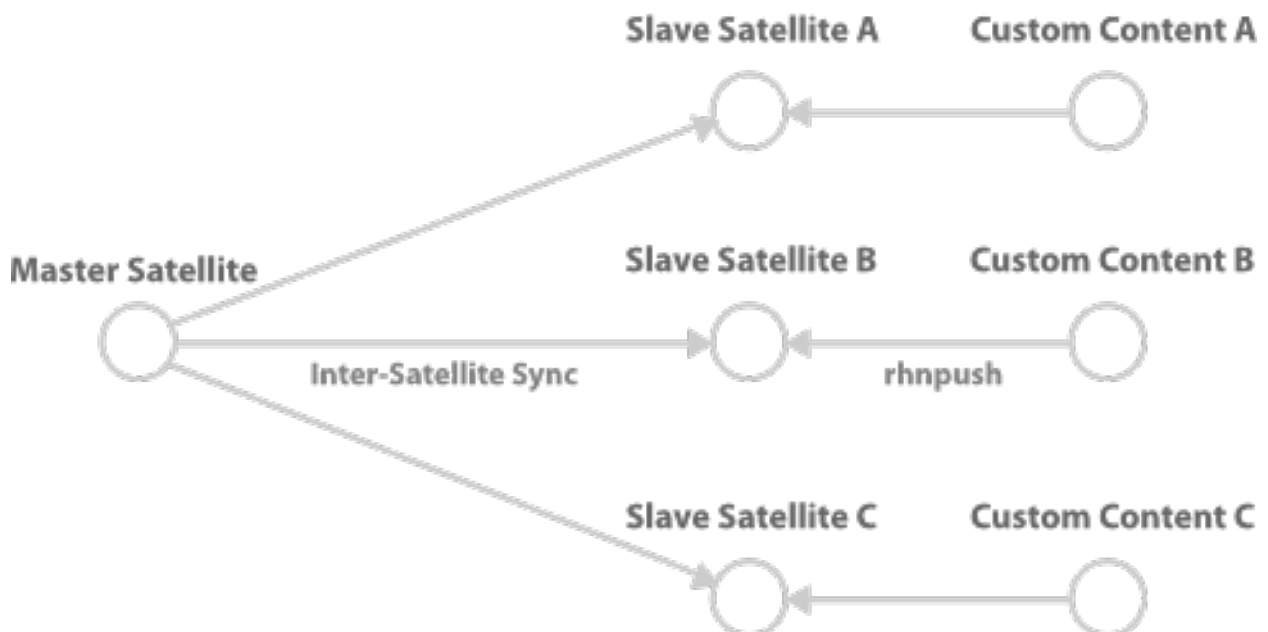 Slave Satellite A
Custom Content A
Master Satellite
Slave Satellite B
Custom Content B
Inter-Satellite Sync
rhnpush
Slave Satellite C
Custom Content C